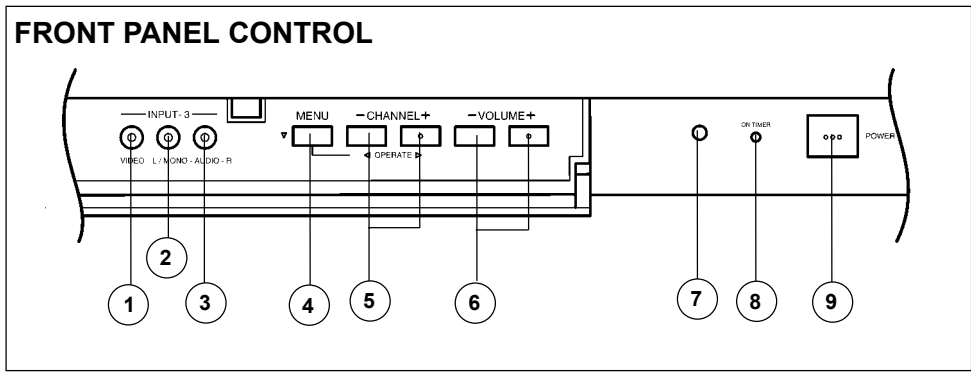 FRONT PANEL CONTROL
INPUT- 3
MENU
−CHANNEL+
−VOLUME+
ON TIMER
POWER
VIDEO
L / MONO - AUDIO - R
▽
◁ OPERATE ▷
1
2
3
4
5
6
7
8
9